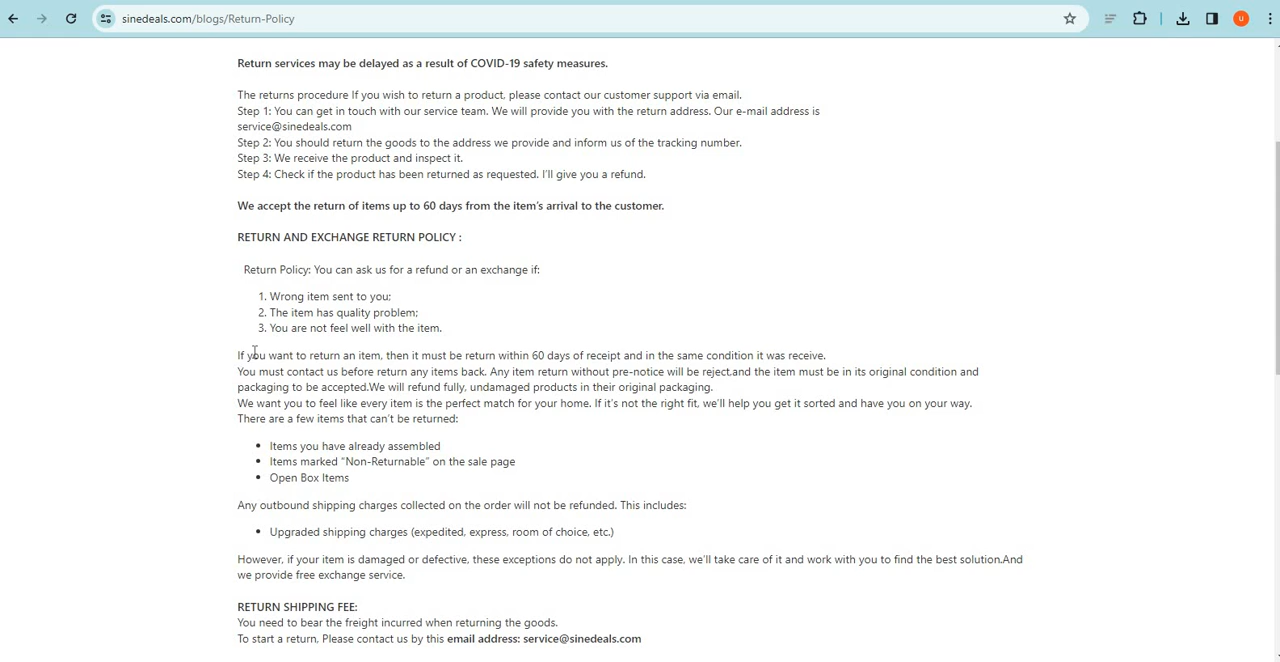 sinedeals.com/blogs/Return-Policy
u
Return services may be delayed as a result of COVID-19 safety measures.
The returns procedure If you wish to return a product, please contact our customer support via email.
Step 1: You can get in touch with our service team. We will provide you with the return address. Our e-mail address is
service@sinedeals.com
Step 2: You should return the goods to the address we provide and inform us of the tracking number.
Step 3: We receive the product and inspect it.
Step 4: Check if the product has been returned as requested. I'll give you a refund.
We accept the return of items up to 60 days from the item's arrival to the customer.
RETURN AND EXCHANGE RETURN POLICY :
Return Policy: You can ask us for a refund or an exchange if:
1. Wrong item sent to you;
2. The item has quality problem;
3. You are not feel well with the item.
If you want to return an item, then it must be return within 60 days of receipt and in the same condition it was receive.
You must contact us before return any items back. Any item return without pre-notice will be reject.and the item must be in its original condition and
packaging to be accepted.We will refund fully, undamaged products in their original packaging.
We want you to feel like every item is the perfect match for your home. If it's not the right fit, we'll help you get it sorted and have you on your way.
There are a few items that can't be returned:
• Items you have already assembled
• Items marked "Non-Returnable" on the sale page
• Open Box Items
Any outbound shipping charges collected on the order will not be refunded. This includes:
• Upgraded shipping charges (expedited, express, room of choice, etc.)
However, if your item is damaged or defective, these exceptions do not apply. In this case, we'll take care of it and work with you to find the best solution.And
we provide free exchange service.
RETURN SHIPPING FEE:
You need to bear the freight incurred when returning the goods.
To start a return, Please contact us by this email address: service@sinedeals.com